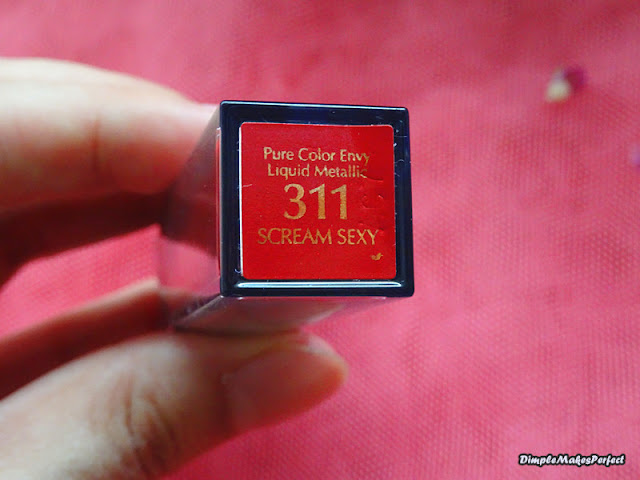 Pure Color Envy
Liquid Metallic
311
SCREAM SEXY
DimpleMakesPerfect